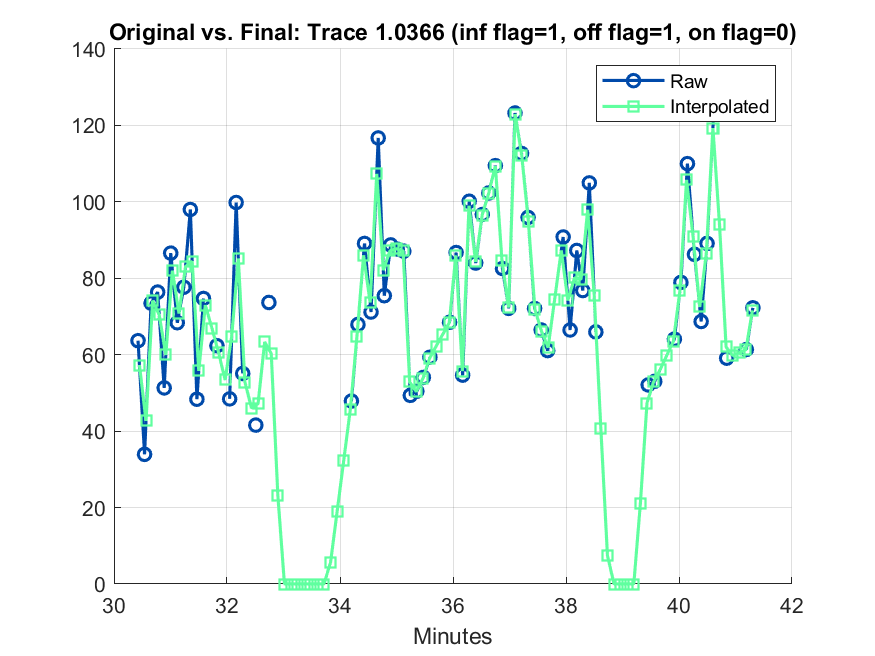 Original vs. Final: Trace 1.0366 (inf flag=1, off flag=1, on flag=0)
140
120
100
80
60
40
20
0
Raw
Interpolated
30 32 34 36 38 40 42
Minutes